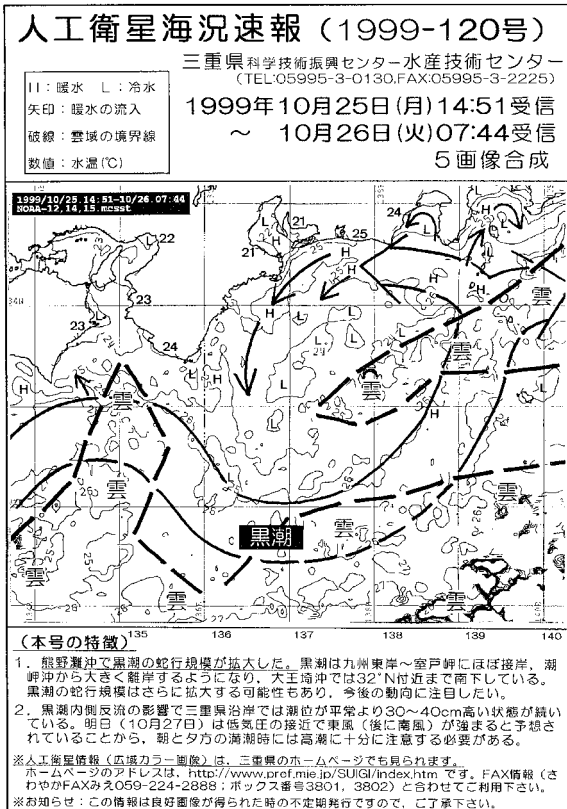 人工衛星海況速報（1999-120号）
三重県科学技術振興センター水産技術センター
(TEL:05995-3-0130,FAX:05995-3-2225)
H：暖水　L：冷水
矢印：暖水の流入
破線：雲域の境界線
数値：水温(℃)
1999年10月25日(月)14:51受信
～　10月26日(火)07:44受信
5画像合成
1999/10/25.14:51-10/26.07:44
NOAA-12,14,15.mcsst
黒潮
雲
雲
雲
雲
雲
雲
雲
雲
雲
135 136 137 138 139 140
（本号の特徴）
1．熊野灘沖で黒潮の蛇行規模が拡大した。黒潮は九州東岸～室戸岬にほぼ接岸，潮
岬沖から大きく離岸するようになり，大王埼沖では32°N付近まで南下している。
黒潮の蛇行規模はさらに拡大する可能性もあり，今後の動向に注目したい。
2．黒潮内側反流の影響で三重県沿岸では潮位が平常より30～40cm高い状態が続い
ている。明日（10月27日）は低気圧の接近で東風（後に南風）が強まると予想さ
れていることから，朝と夕方の満潮時には高潮に十分に注意する必要がある。
※人工衛星情報（広域カラー画像）は，三重県のホームページでも見られます。
ホームページのアドレスは，http://www.pref.mie.jp/SUIGI/index.htm です。FAX情報（さ
わやかFAXみえ059-224-2888；ボックス番号3801，3802）と合わせてご利用下さい。
※お知らせ：この情報は良好画像が得られた時の不定期発行ですので，ご了承下さい。